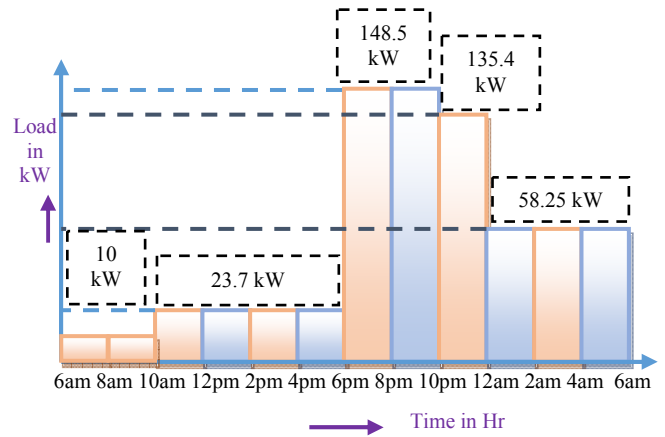 148.5
kW
135.4
kW
Load
in
kW
58.25 kW
10
kW
23.7 kW
6am 8am 10am 12pm 2pm 4pm 6pm 8pm 10pm 12am 2am 4am 6am
Time in Hr